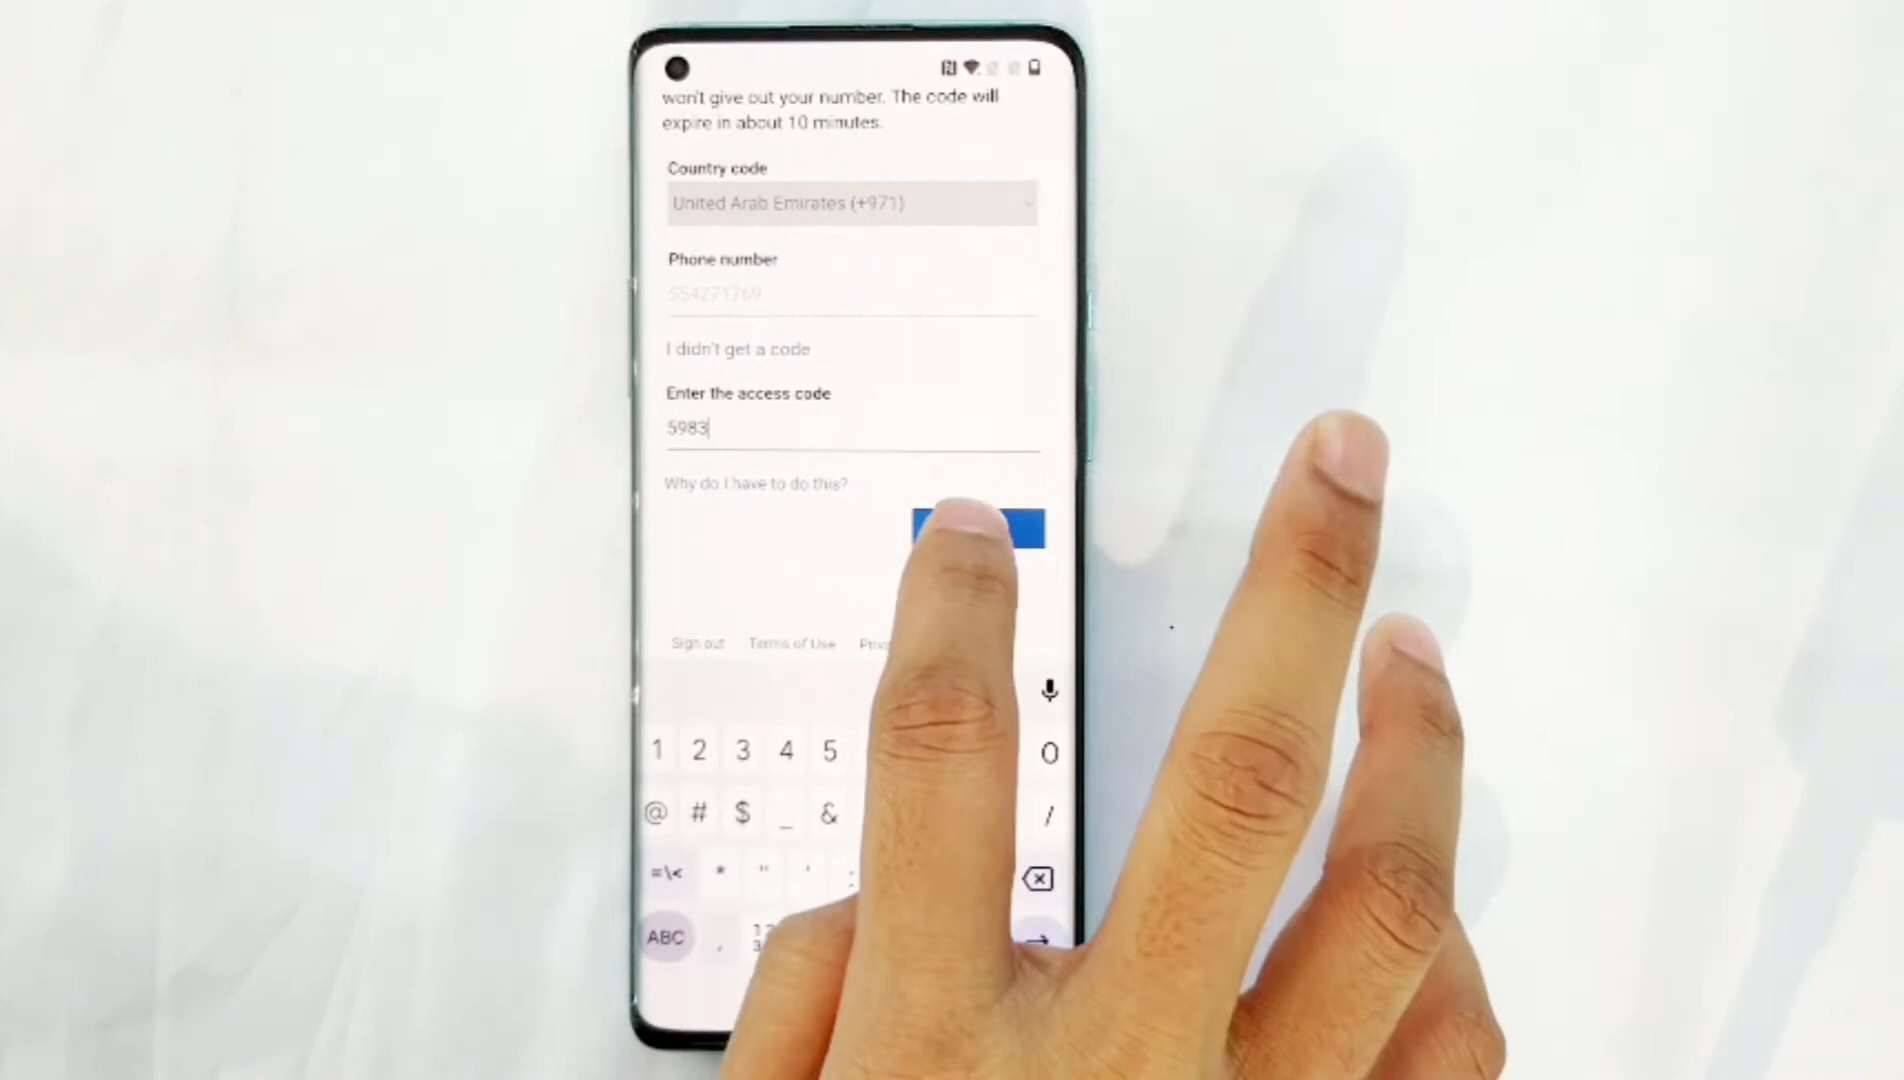 won't give out your number. The code will
expire in about 10 minutes.
Country code
United Arab Emirates (+971)
Phone number
554271769
I didn't get a code
Enter the access code
5983
Why do I have to do this?
Sign out Terms of Use
1 2 3 4 5 0
@ # $ _ & /
=\< * " ' :
ABC ,